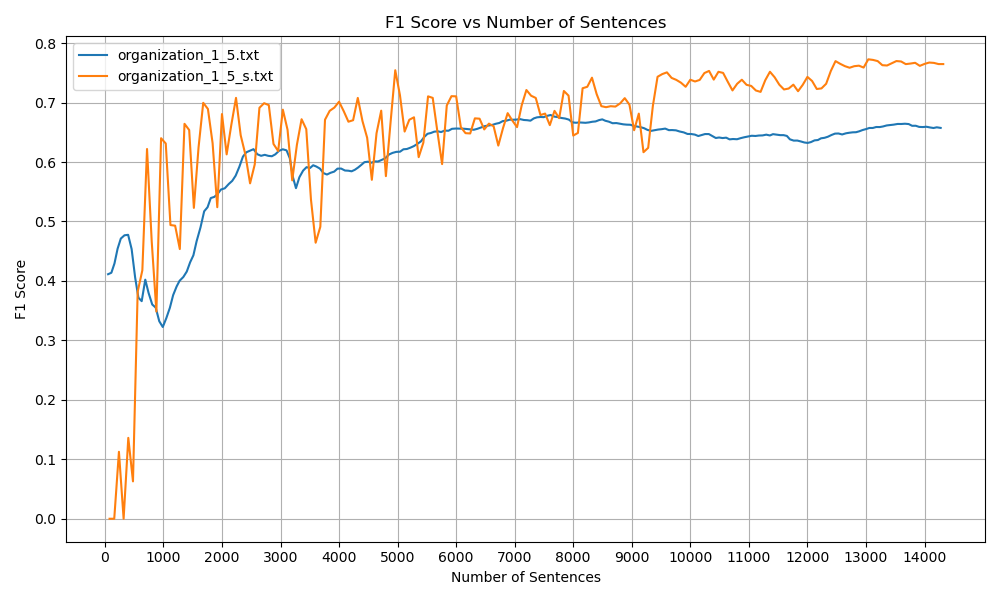 F1 Score vs Number of Sentences
organization_1_5.txt
organization_1_5_s.txt
F1 Score
0.8
0.7
0.6
0.5
0.4
0.3
0.2
0.1
0.0
0 1000 2000 3000 4000 5000 6000 7000 8000 9000 10000 11000 12000 13000 14000
Number of Sentences